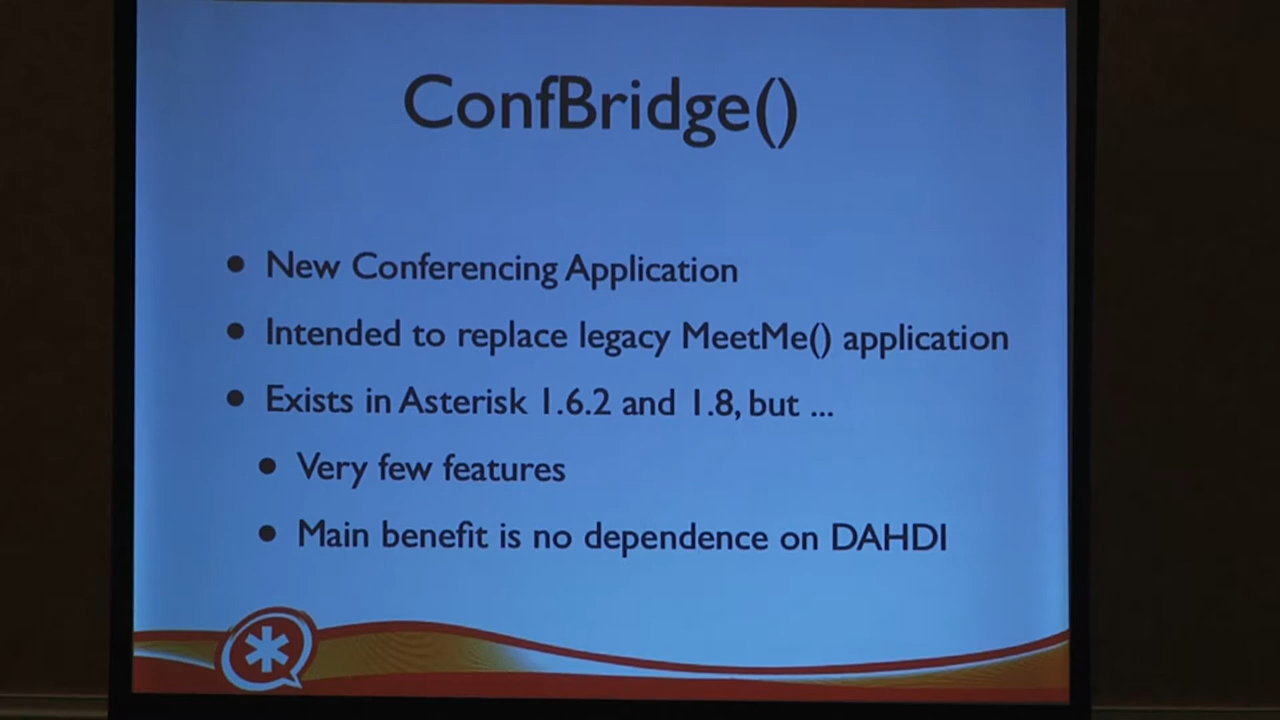 ConfBridge()
• New Conferencing Application
• Intended to replace legacy MeetMe() application
• Exists in Asterisk 1.6.2 and 1.8, but ...
• Very few features
• Main benefit is no dependence on DAHDI